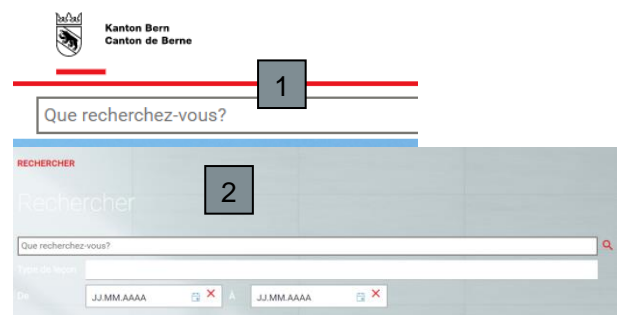 Kanton Bern
Canton de Berne
1
Que recherchez-vous?
RECHERCHER
2
Rechercher
Que recherchez-vous?
Type de leçon
De JJ.MM.AAAA À JJ.MM.AAAA